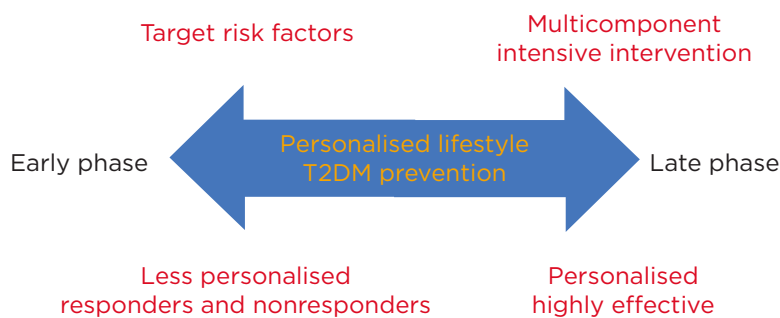 Target risk factors
Multicomponent
intensive intervention
Early phase
Personalised lifestyle
T2DM prevention
Late phase
Less personalised
responders and nonresponders
Personalised
highly effective